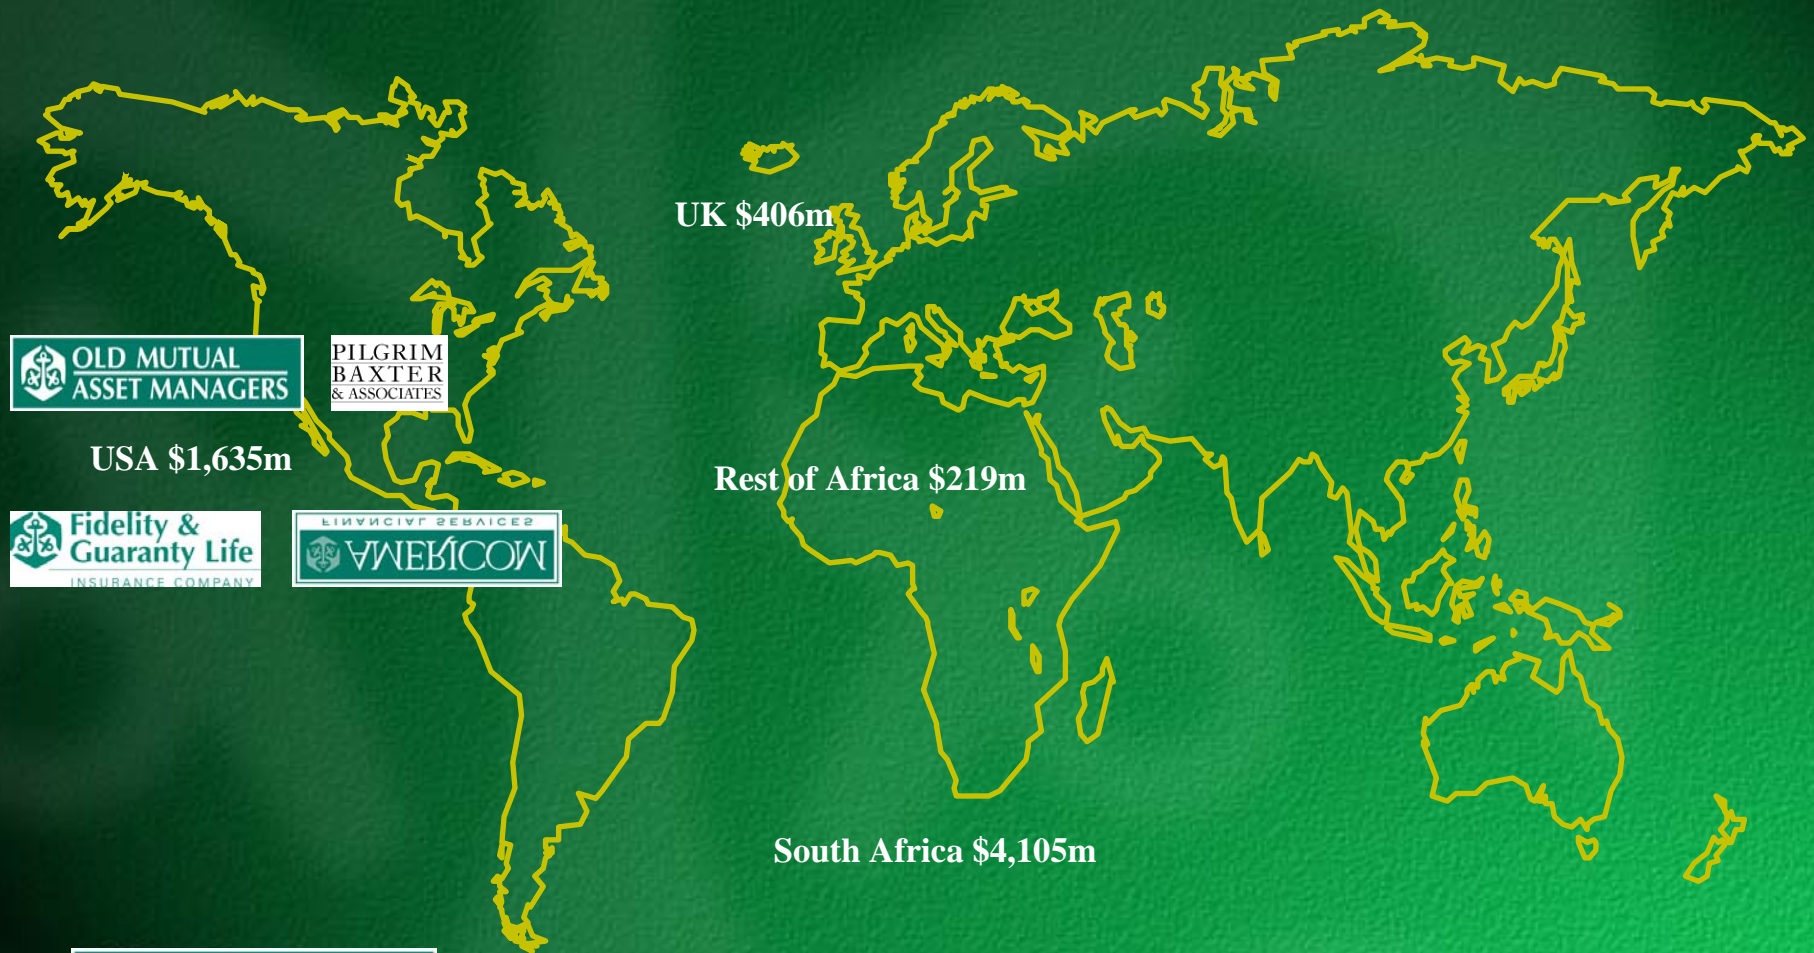 UK $406m
OLD MUTUAL
ASSET MANAGERS
PILGRIM
BAXTER
& ASSOCIATES
USA $1,635m
Rest of Africa $219m
Fidelity &
Guaranty Life
INSURANCE COMPANY
FINANCIAL SERVICES
AMERICOM
South Africa $4,105m